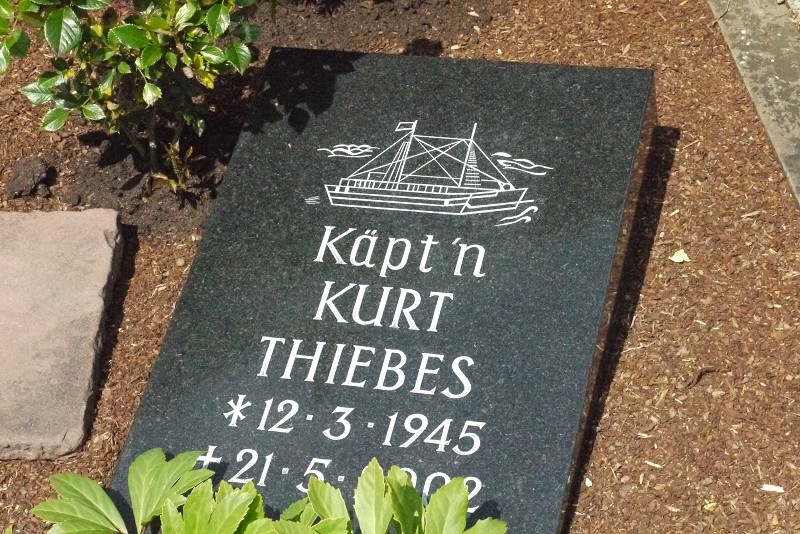 Käpt'n
KURT
THIEBES
* 12 · 3 · 1945
† 21 · 5 ·